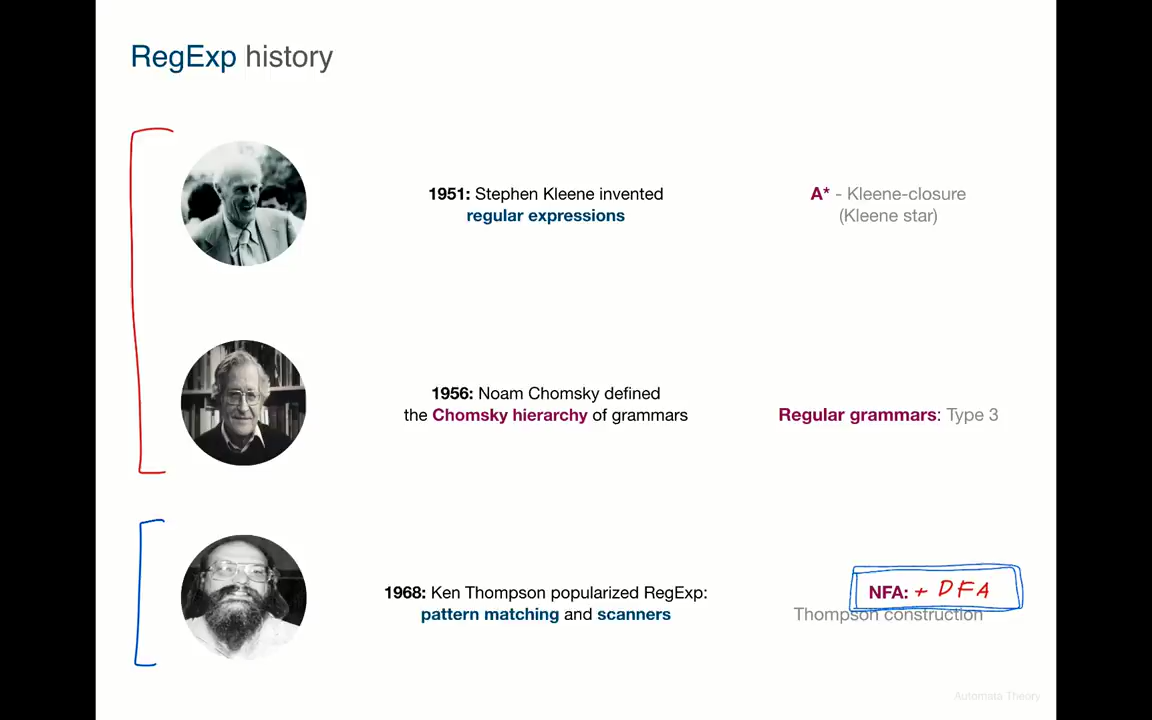 RegExp history
1951: Stephen Kleene invented
regular expressions
A* - Kleene-closure
(Kleene star)
1956: Noam Chomsky defined
the Chomsky hierarchy of grammars
Regular grammars: Type 3
1968: Ken Thompson popularized RegExp:
pattern matching and scanners
NFA: + DFA
Thompson construction
Automata Theory